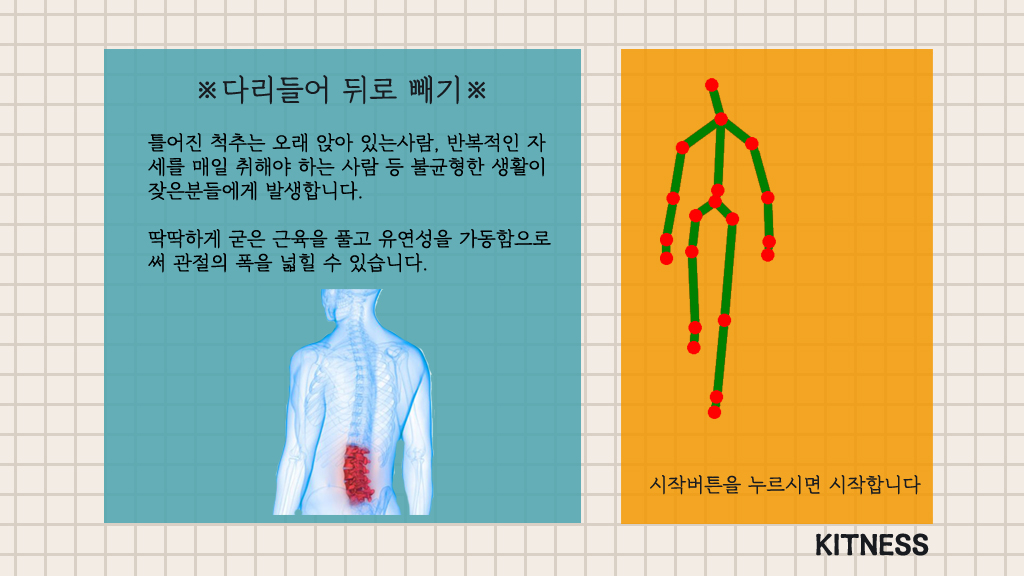 ※다리들어 뒤로 빼기※
틀어진 척추는 오래 앉아 있는사람, 반복적인 자
세를 매일 취해야 하는 사람 등 불균형한 생활이
잦은분들에게 발생합니다.
딱딱하게 굳은 근육을 풀고 유연성을 가동함으로
써 관절의 폭을 넓힐 수 있습니다.
시작버튼을 누르시면 시작합니다
KITNESS